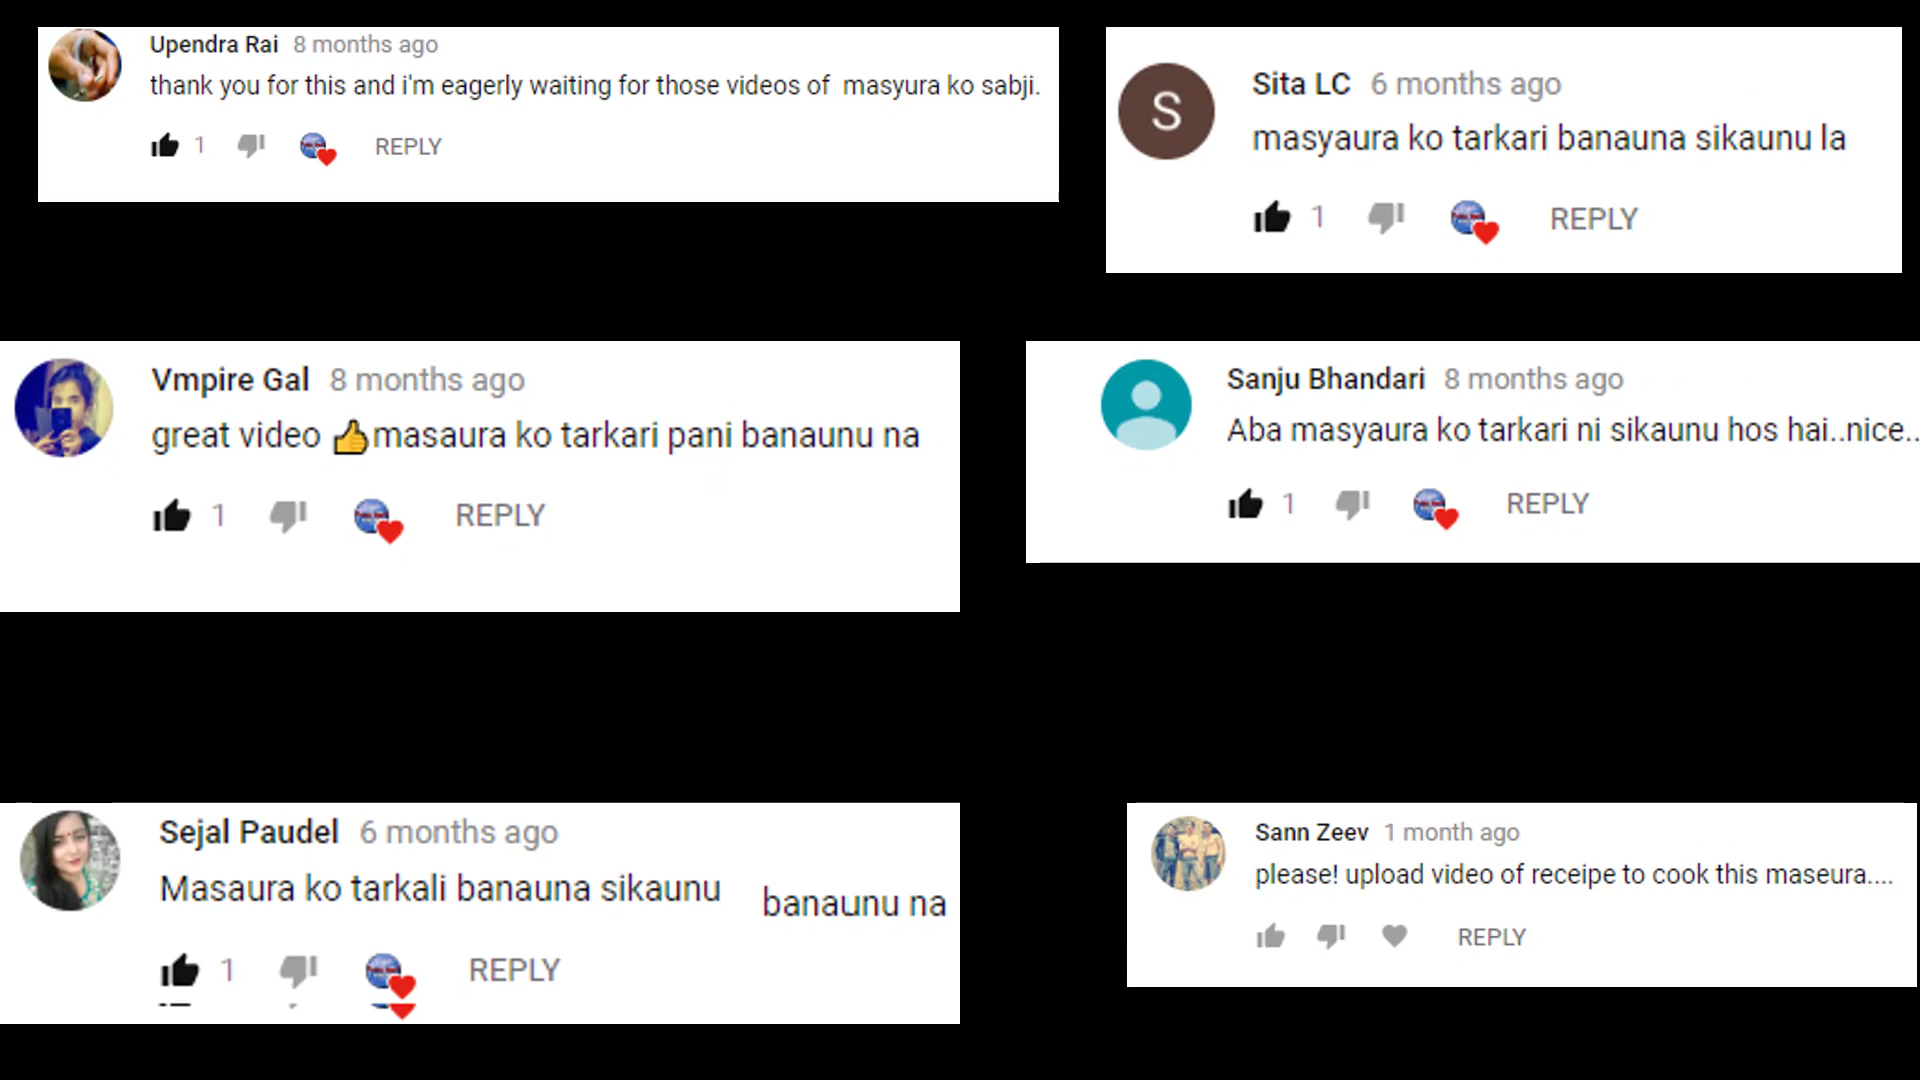 Upendra Rai 8 months ago
thank you for this and i'm eagerly waiting for those videos of masyura ko sabji.
1 REPLY
S
Sita LC 6 months ago
masyaura ko tarkari banauna sikaunu la
1 REPLY
Vmpire Gal 8 months ago
great video 👍masaura ko tarkari pani banaunu na
1 REPLY
Sanju Bhandari 8 months ago
Aba masyaura ko tarkari ni sikaunu hos hai..nice..
1 REPLY
Sejal Paudel 6 months ago
Masaura ko tarkali banauna sikaunu
banaunu na
1 REPLY
Sann Zeev 1 month ago
please! upload video of receipe to cook this maseura....
REPLY